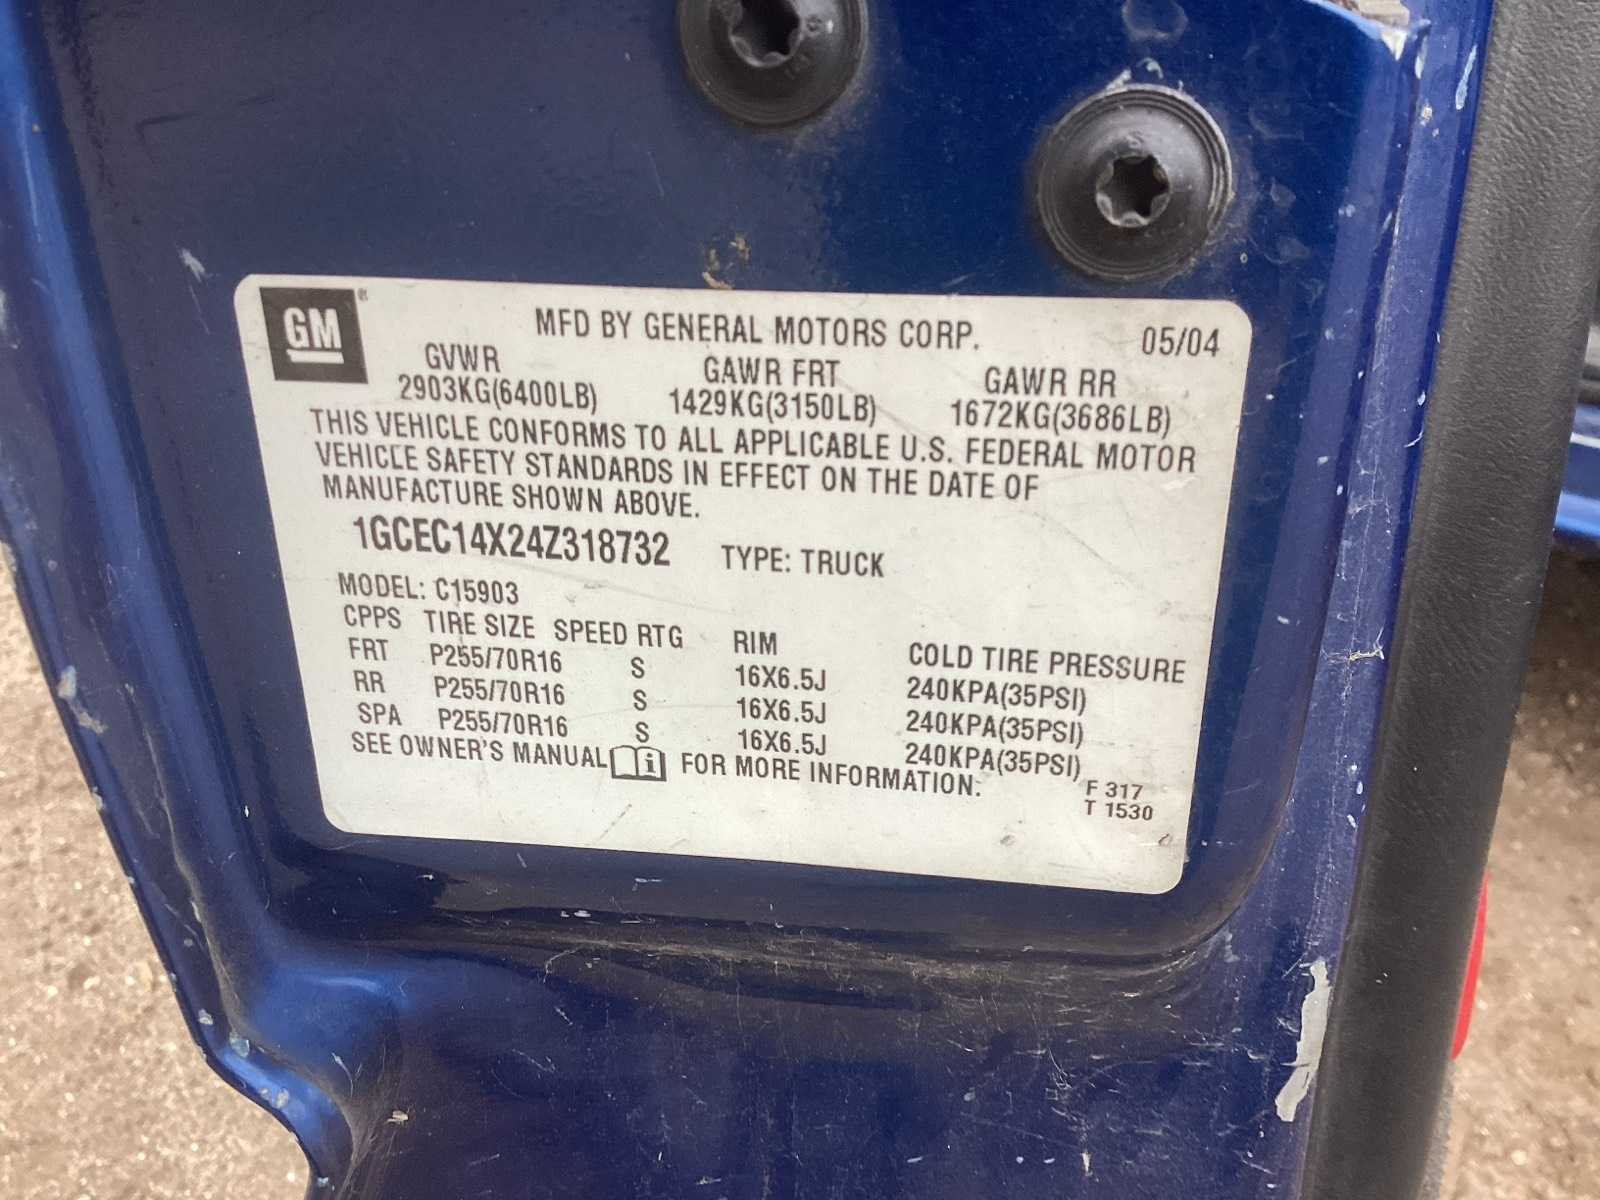 GM ® MFD BY GENERAL MOTORS CORP. 05/04
GVWR GAWR FRT GAWR RR
2903KG(6400LB) 1429KG(3150LB) 1672KG(3686LB)
THIS VEHICLE CONFORMS TO ALL APPLICABLE U.S. FEDERAL MOTOR
VEHICLE SAFETY STANDARDS IN EFFECT ON THE DATE OF
MANUFACTURE SHOWN ABOVE.
1GCEC14X24Z318732 TYPE: TRUCK
MODEL: C15903
CPPS TIRE SIZE SPEED RTG RIM COLD TIRE PRESSURE
FRT P255/70R16 S 16X6.5J 240KPA(35PSI)
RR P255/70R16 S 16X6.5J 240KPA(35PSI)
SPA P255/70R16 S 16X6.5J 240KPA(35PSI)
SEE OWNER'S MANUAL i FOR MORE INFORMATION.
F 317
T 1530